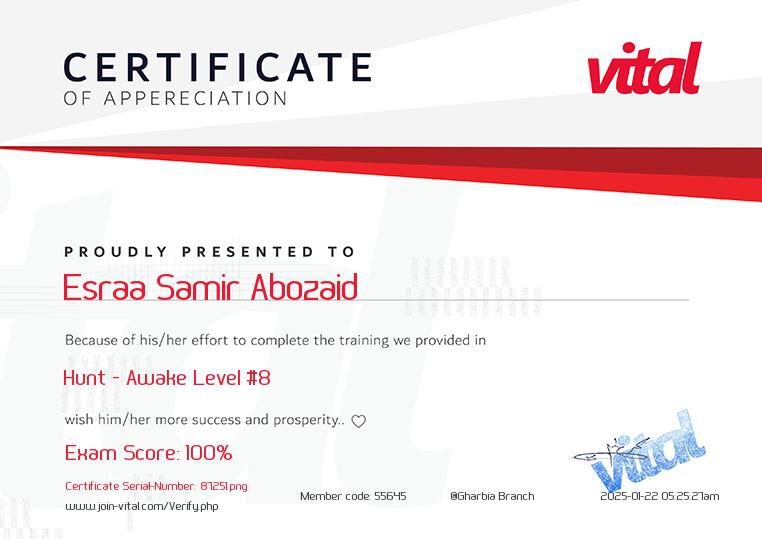 CERTIFICATE
OF APPERECIATION
vital
PROUDLY PRESENTED TO
Esraa Samir Abozaid
Because of his/her effort to complete the training we provided in
Hunt - Awake Level #8
wish him/her more success and prosperity.. ♡
Exam Score: 100%
vital
Certificate Serial-Number: 87251.png
Member code: 55645 @Gharbia Branch 2025-01-22 05:25:27am
www.join-vital.com/Verify.php